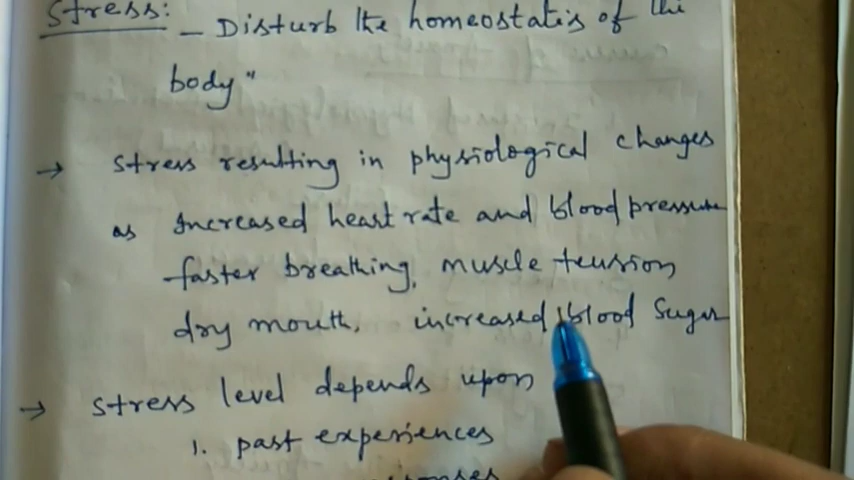 Stress: - Disturb the homeostatis of the
body"
→ stress resulting in physiological changes
as increased heart rate and blood pressure
faster breathing, muscle tension
dry mouth, increased blood sugar
→ stress level depends upon
1. past experiences